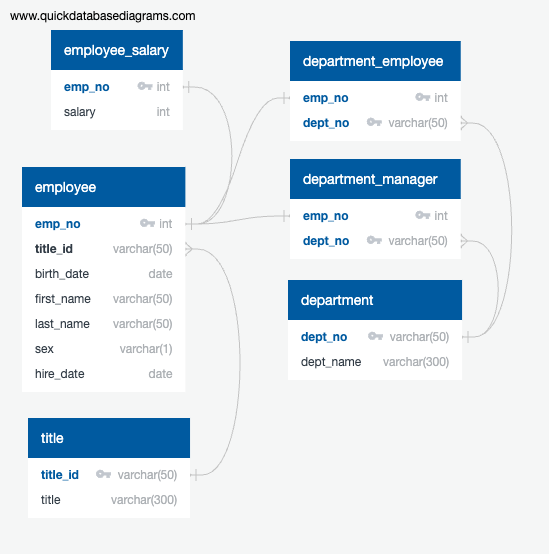 www.quickdatabasediagrams.com
employee_salary
emp_no int
salary int
department_employee
emp_no int
dept_no varchar(50)
employee
emp_no int
title_id varchar(50)
birth_date date
first_name varchar(50)
last_name varchar(50)
sex varchar(1)
hire_date date
department_manager
emp_no int
dept_no varchar(50)
department
dept_no varchar(50)
dept_name varchar(300)
title
title_id varchar(50)
title varchar(300)